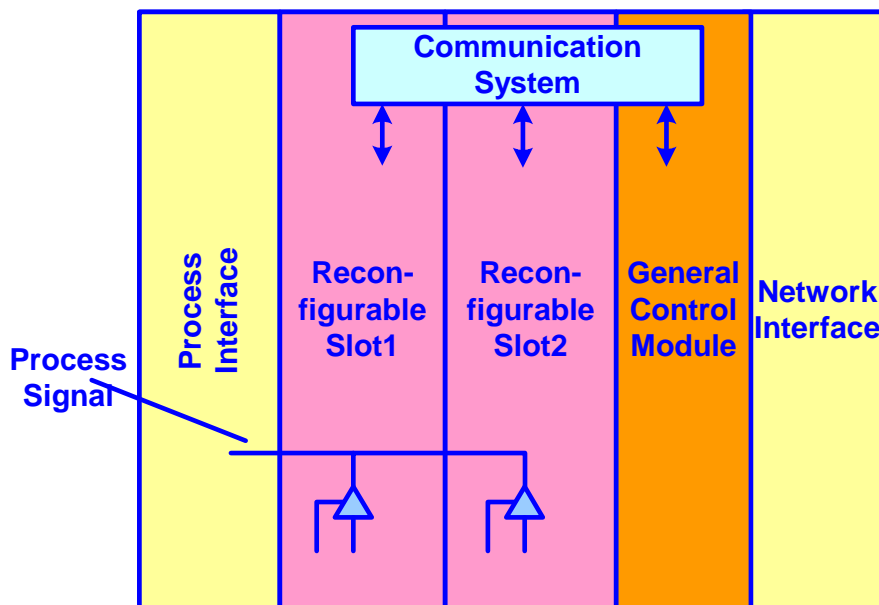 Communication
System
Process
Interface
Recon-
figurable
Slot1
Recon-
figurable
Slot2
General
Control
Module
Network
Interface
Process
Signal